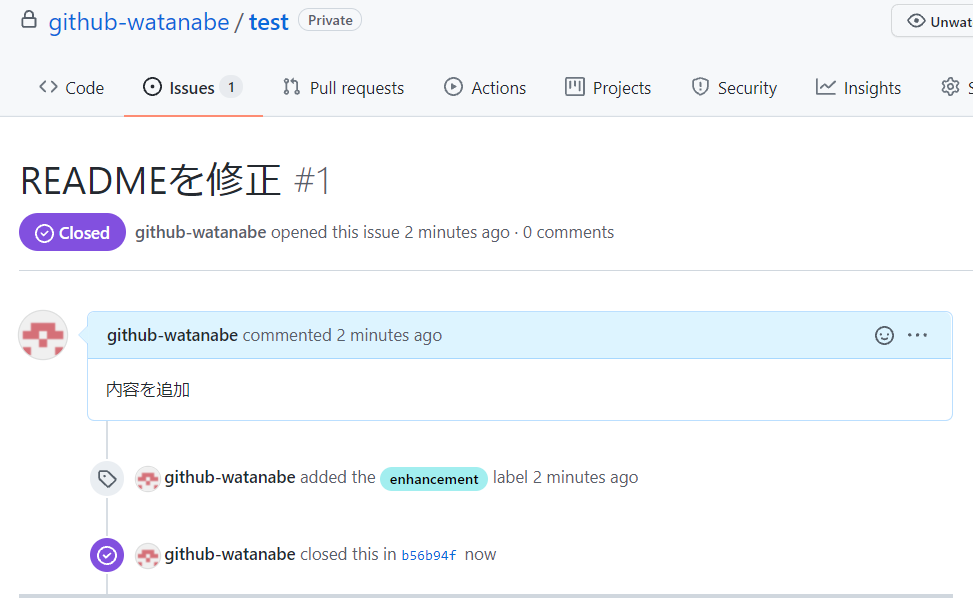 github-watanabe / test Private Unwat
Code Issues 1 Pull requests Actions Projects Security Insights S
READMEを修正 #1
Closed github-watanabe opened this issue 2 minutes ago · 0 comments
github-watanabe commented 2 minutes ago
内容を追加
github-watanabe added the enhancement label 2 minutes ago
github-watanabe closed this in b56b94f now